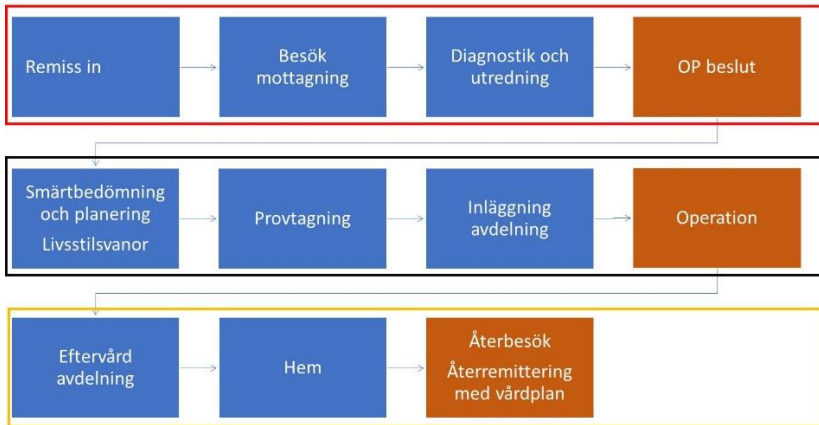 Remiss in
Besök
mottagning
Diagnostik och
utredning
OP beslut
Smärtbedömning
och planering
Livsstilsvanor
Provtagning
Inläggning
avdelning
Operation
Eftervård
avdelning
Hem
Återbesök
Återremittering
med vårdplan